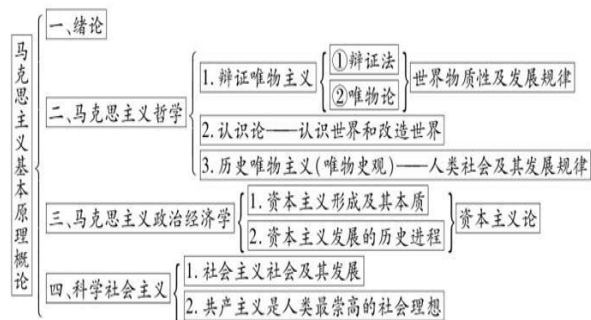 马克思主义基本原理概论
一、绪论
二、马克思主义哲学
1.辩证唯物主义
①辩证法
②唯物论
世界物质性及发展规律
2.认识论——认识世界和改造世界
3.历史唯物主义(唯物史观)——人类社会及其发展规律
三、马克思主义政治经济学
1.资本主义形成及其本质
2.资本主义发展的历史进程
资本主义论
四、科学社会主义
1.社会主义社会及其发展
2.共产主义是人类最崇高的社会理想